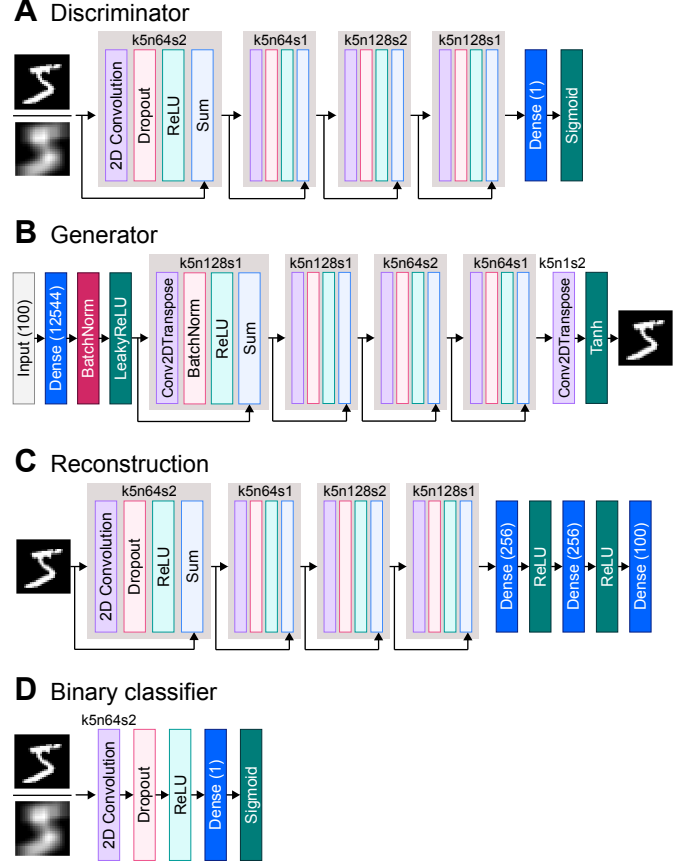 A Discriminator
k5n64s2
k5n64s1
k5n128s2
k5n128s1
2D Convolution
Dropout
ReLU
Sum
Dense (1)
Sigmoid
B Generator
k5n128s1
k5n128s1
k5n64s2
k5n64s1
k5n1s2
Input (100)
Dense (12544)
BatchNorm
LeakyReLU
Conv2DTranspose
BatchNorm
ReLU
Sum
Conv2DTranspose
Tanh
C Reconstruction
k5n64s2
k5n64s1
k5n128s2
k5n128s1
2D Convolution
Dropout
ReLU
Sum
Dense (256)
ReLU
Dense (256)
ReLU
Dense (100)
D Binary classifier
k5n64s2
2D Convolution
Dropout
ReLU
Dense (1)
Sigmoid